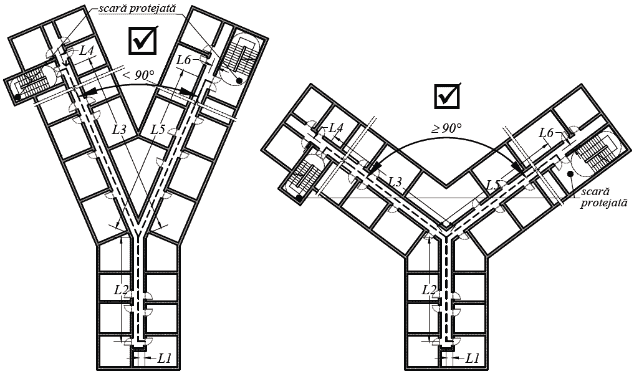 scară protejată
L4
L6
< 90°
L3
L5
L2
L1
≥ 90°
L4
L6
L3
L5
scară
protejată
L2
L1